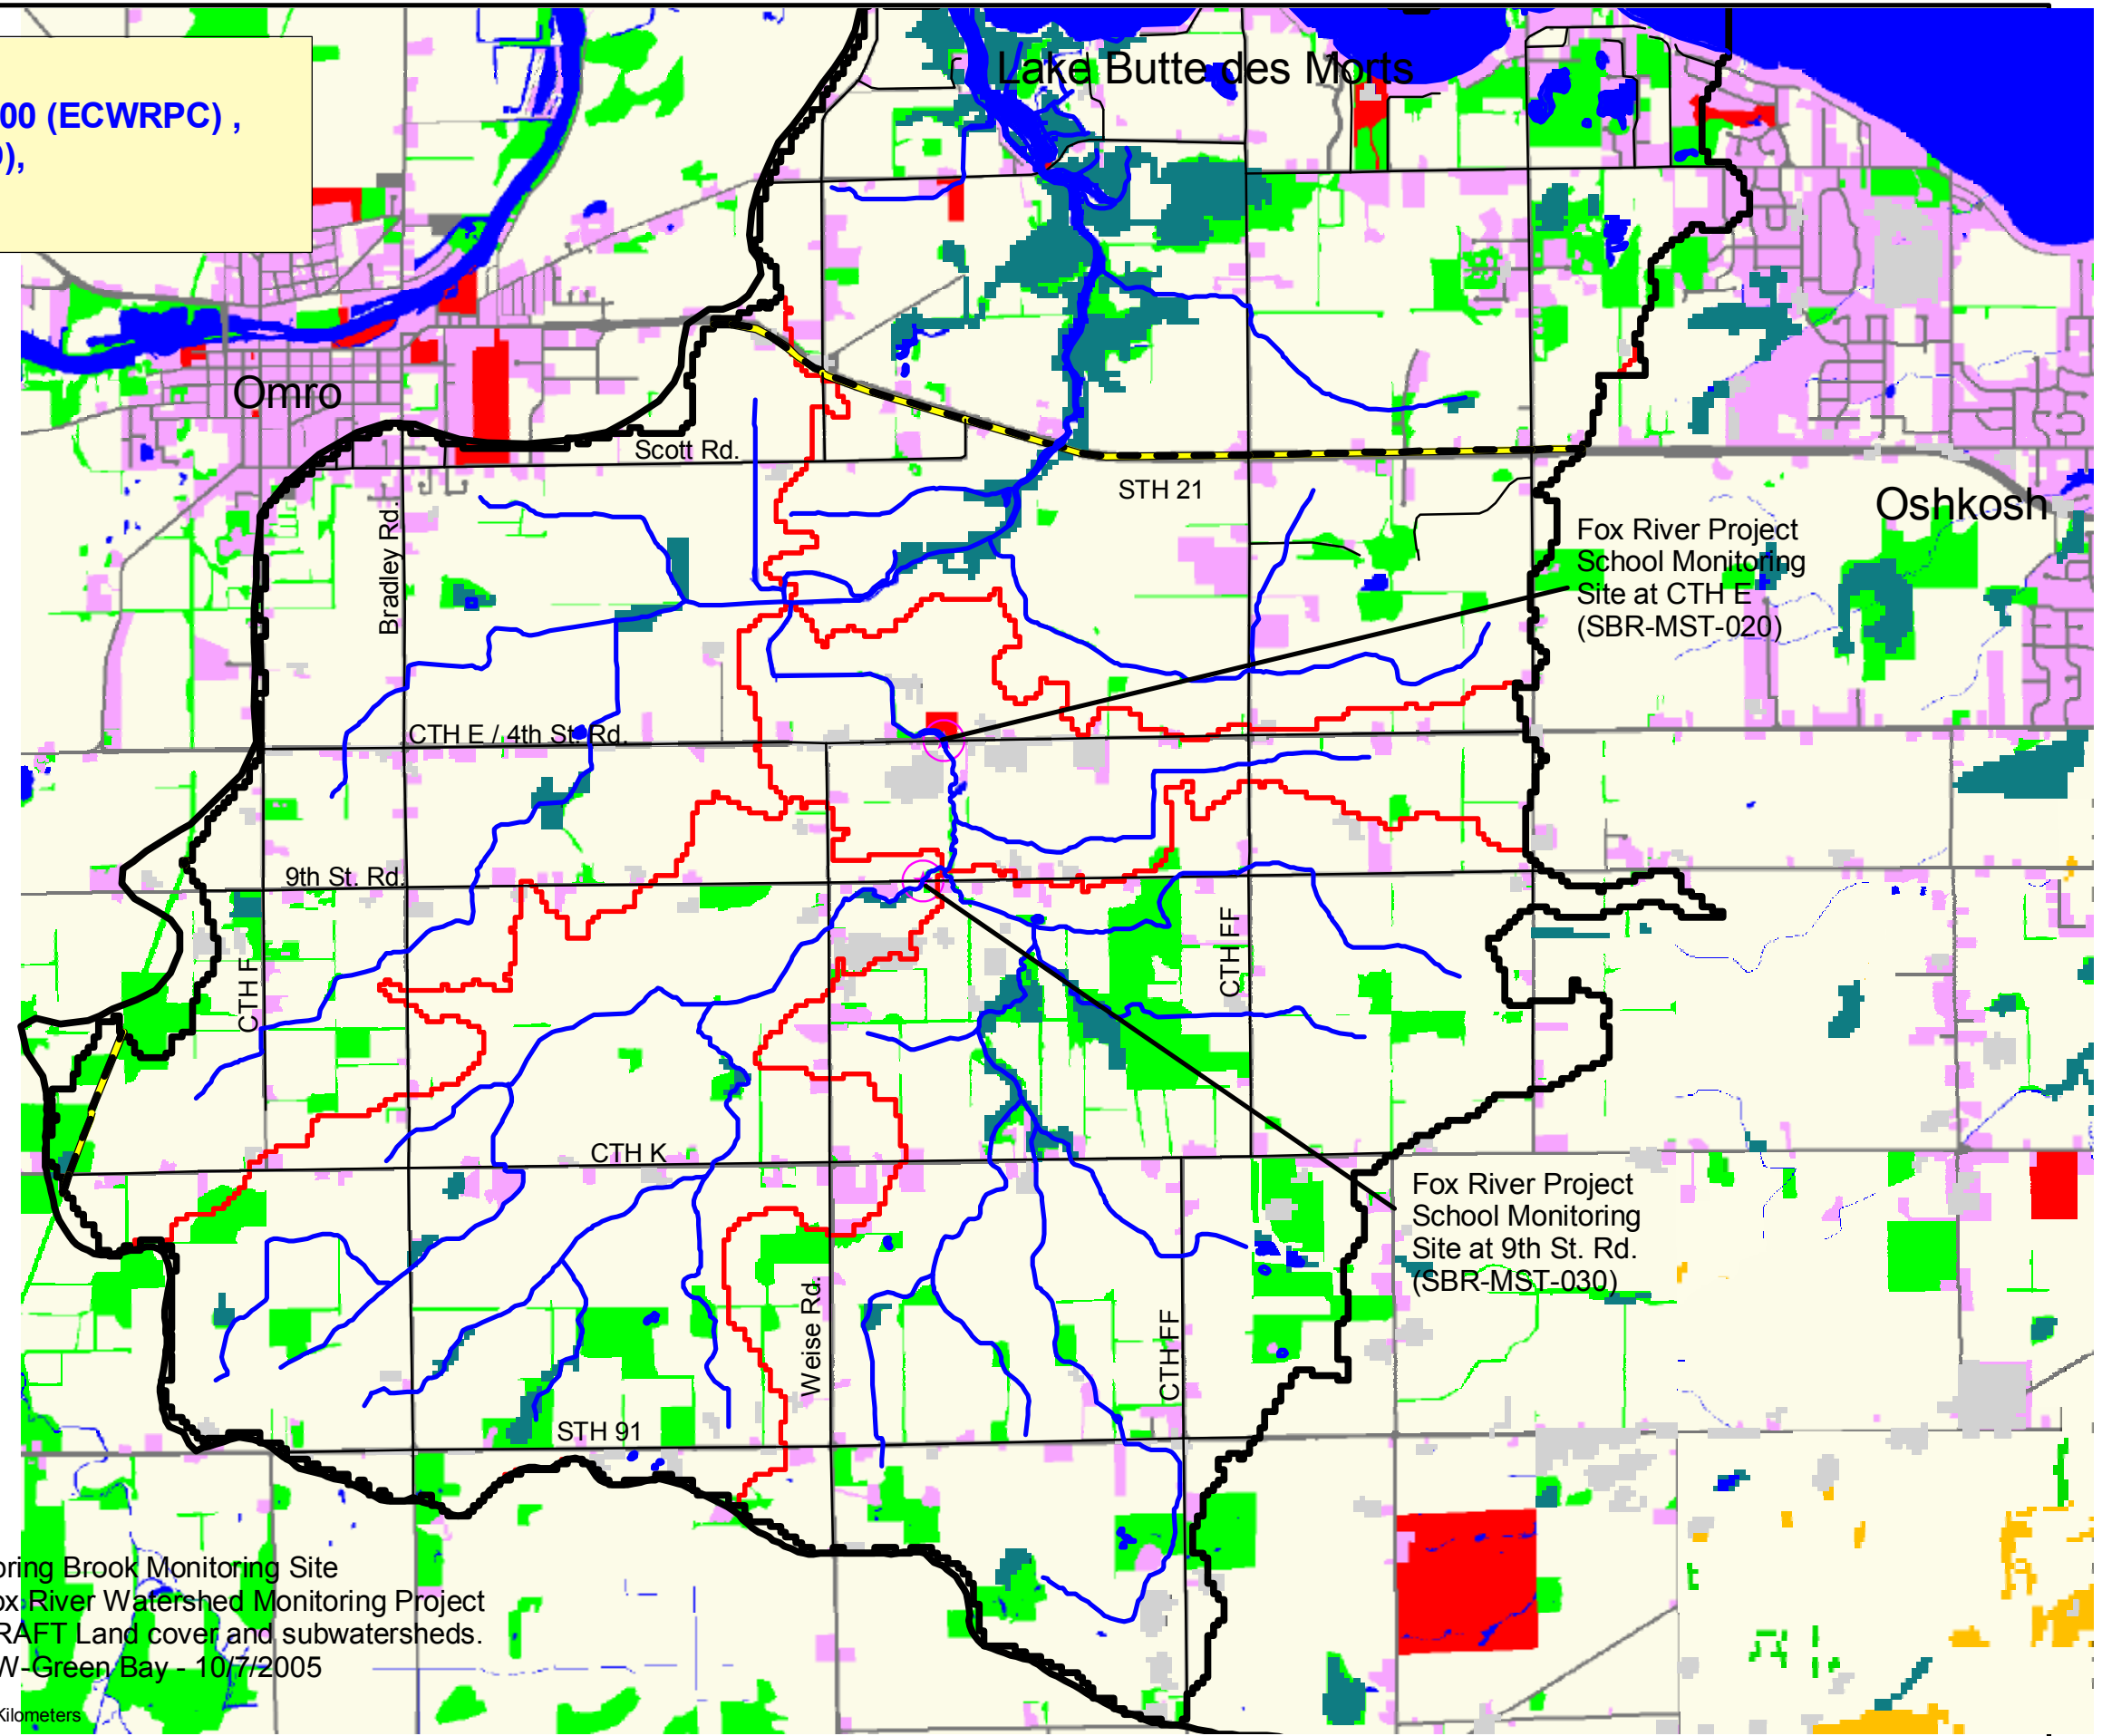 00 (ECWRPC) ,
),
Lake Butte des Morts
Omro
Scott Rd.
STH 21
Oshkosh
Bradley Rd.
Fox River Project
School Monitoring
Site at CTH E
(SBR-MST-020)
CTH E / 4th St. Rd.
9th St. Rd.
CTH F
CTH FF
CTH K
Fox River Project
School Monitoring
Site at 9th St. Rd.
(SBR-MST-030)
Weise Rd.
CTH FF
STH 91
pring Brook Monitoring Site
ox River Watershed Monitoring Project
RAFT Land cover and subwatersheds.
W-Green Bay - 10/7/2005
Kilometers